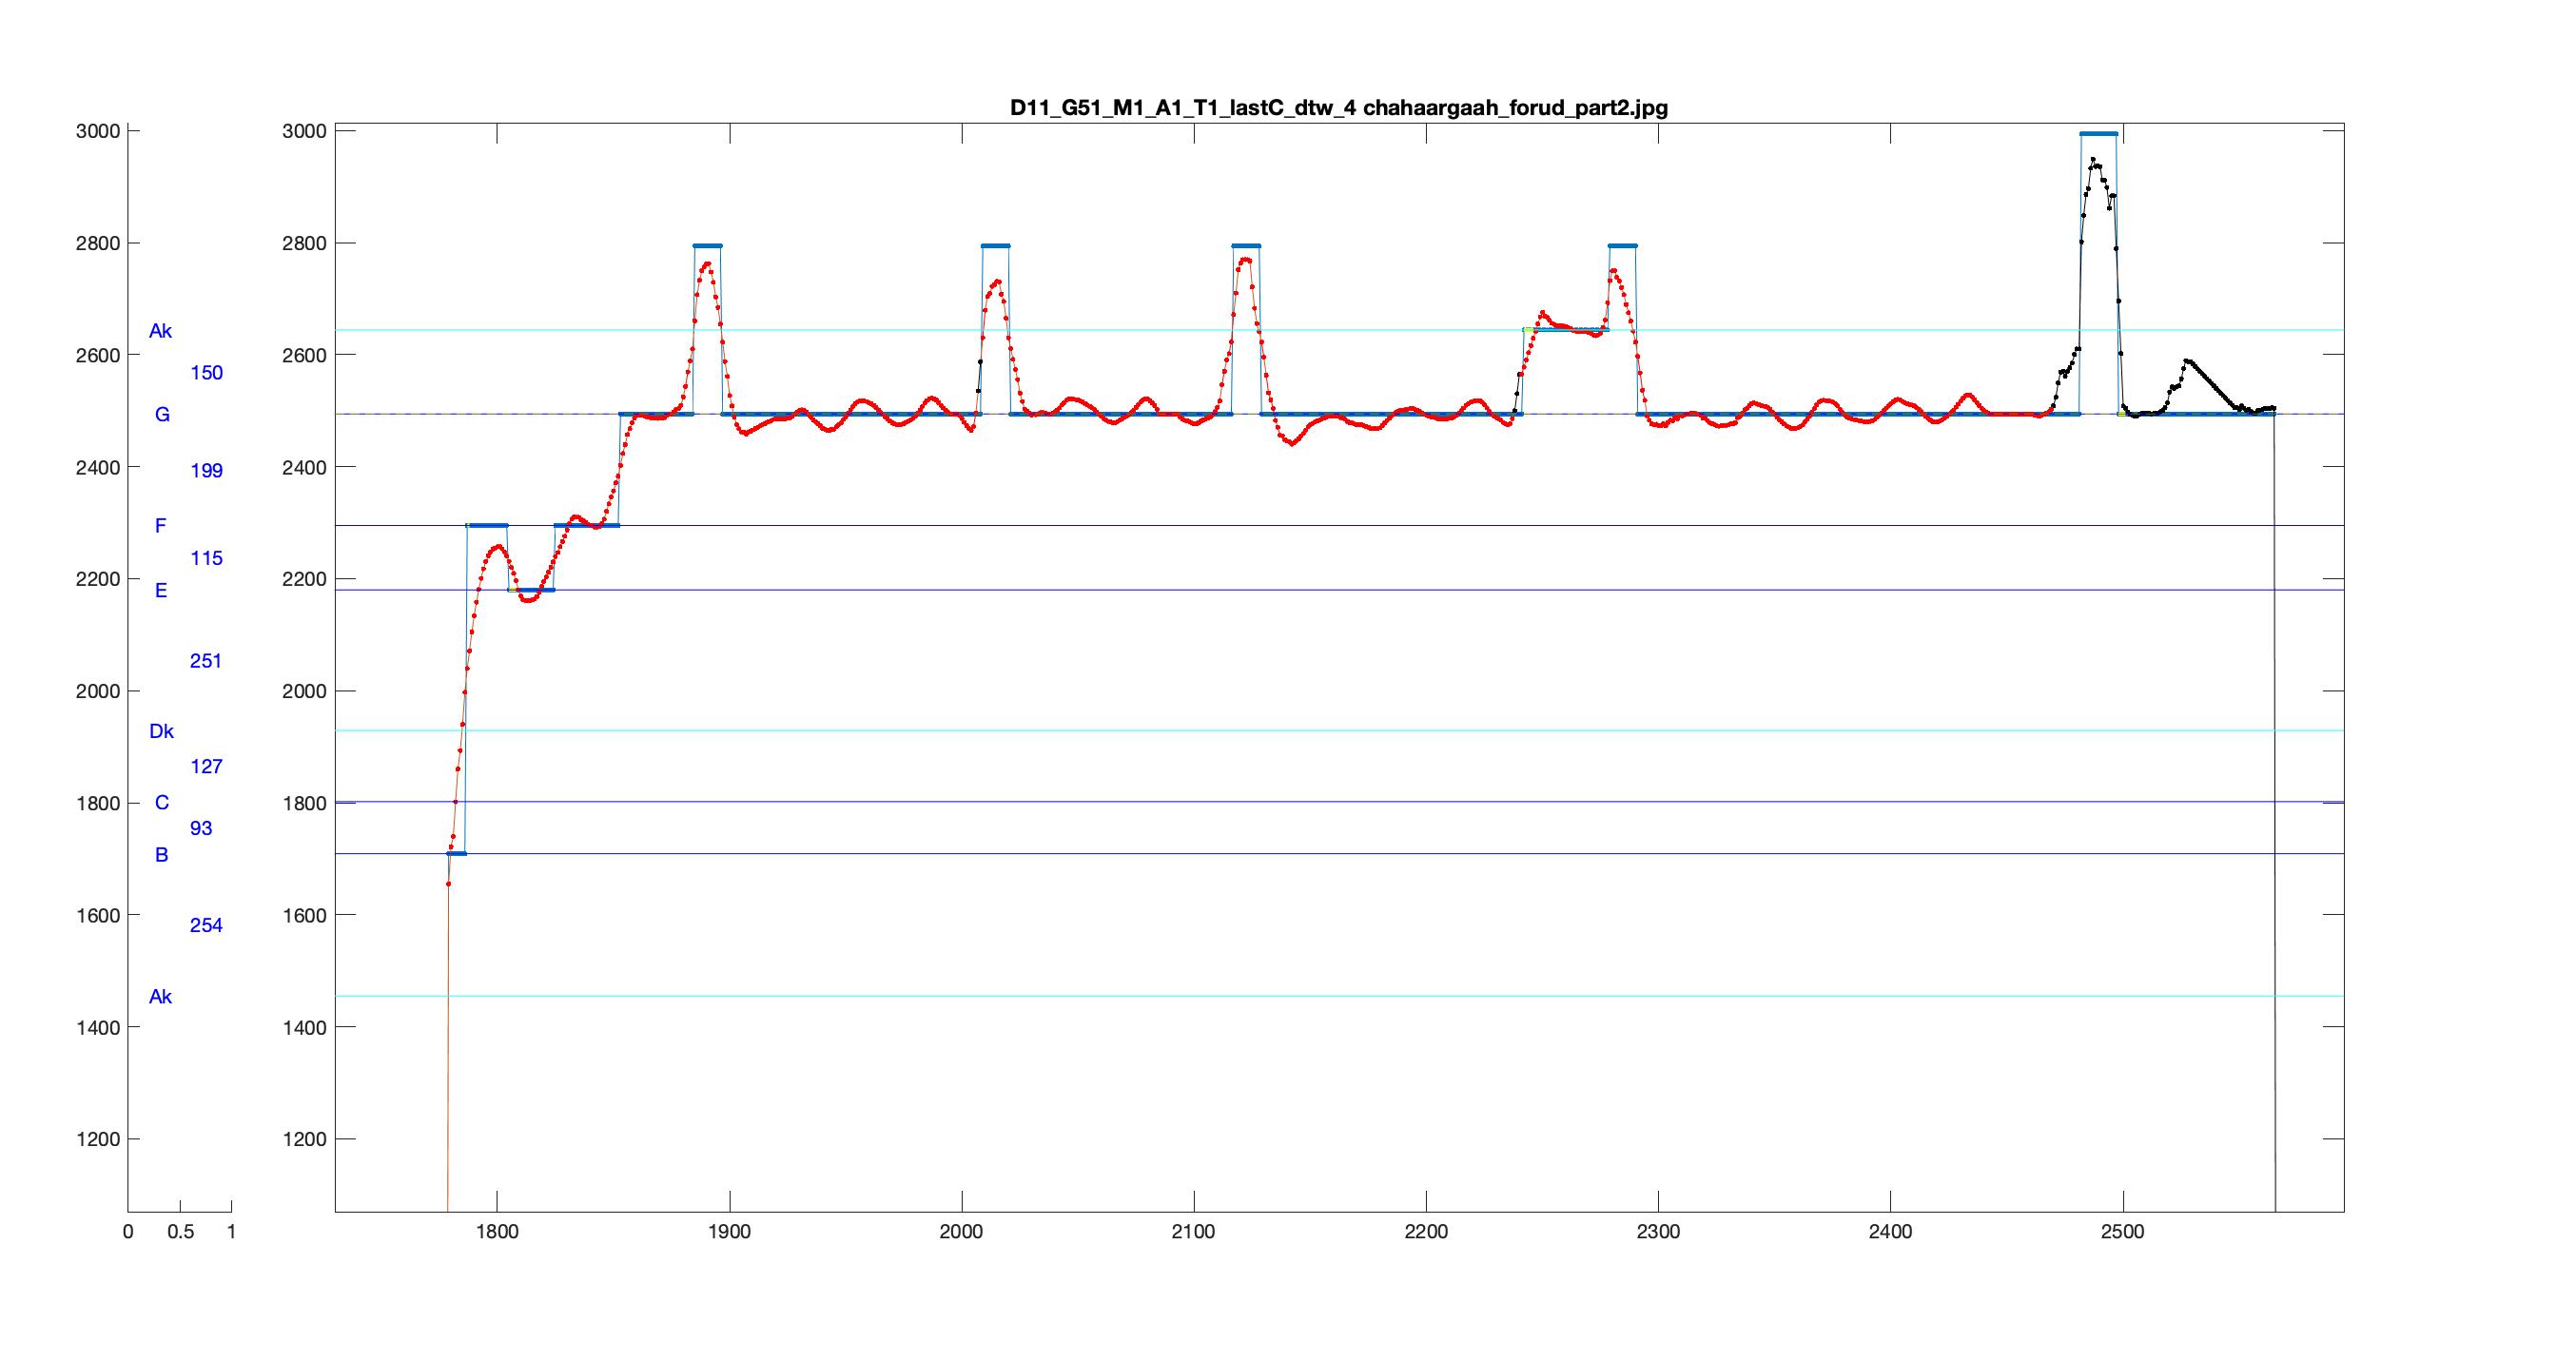 D11_G51_M1_A1_T1_lastC_dtw_4 chahaargaah_forud_part2.jpg
3000 3000
2800 2800
Ak
2600 2600
150
G
2400 2400
199
F
115
2200 2200
E
251
2000 2000
Dk
127
1800 C 1800
93
B
1600 1600
254
Ak
1400 1400
1200 1200
0 0.5 1 1800 1900 2000 2100 2200 2300 2400 2500